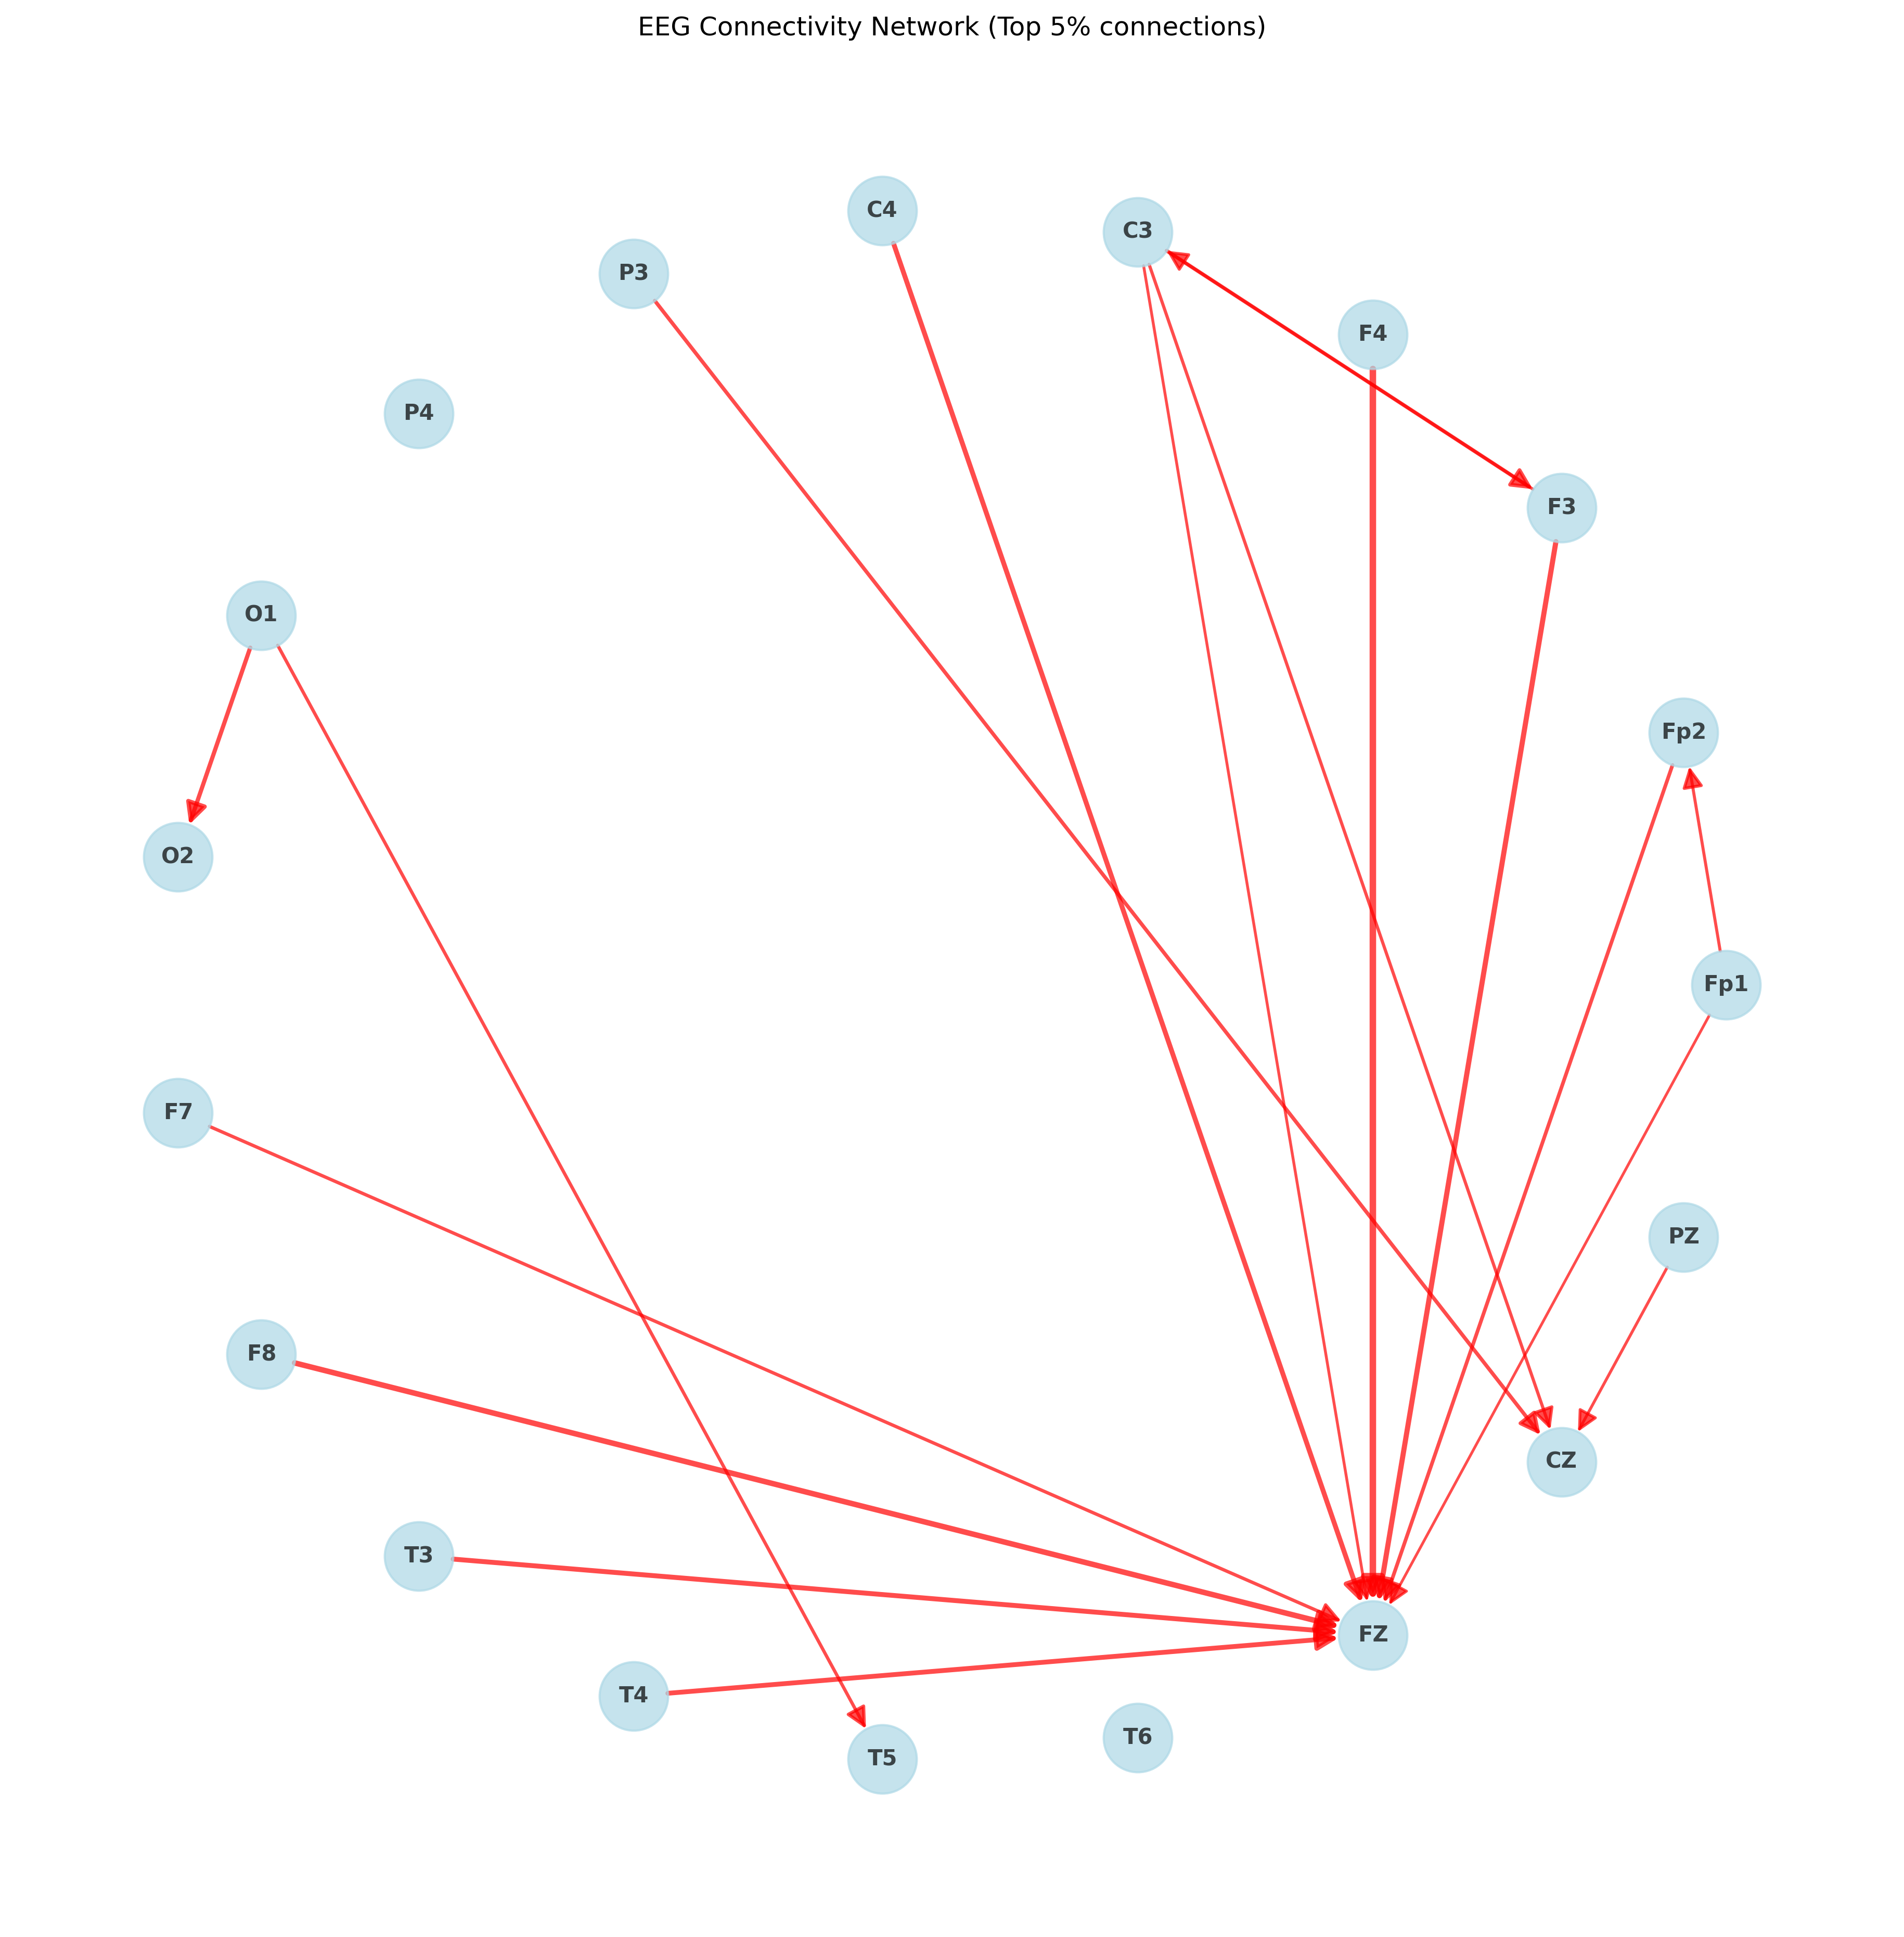 EEG Connectivity Network (Top 5% connections)
C4
C3
P3
F4
P4
F3
O1
Fp2
O2
Fp1
F7
PZ
F8
CZ
T3
FZ
T4
T6
T5